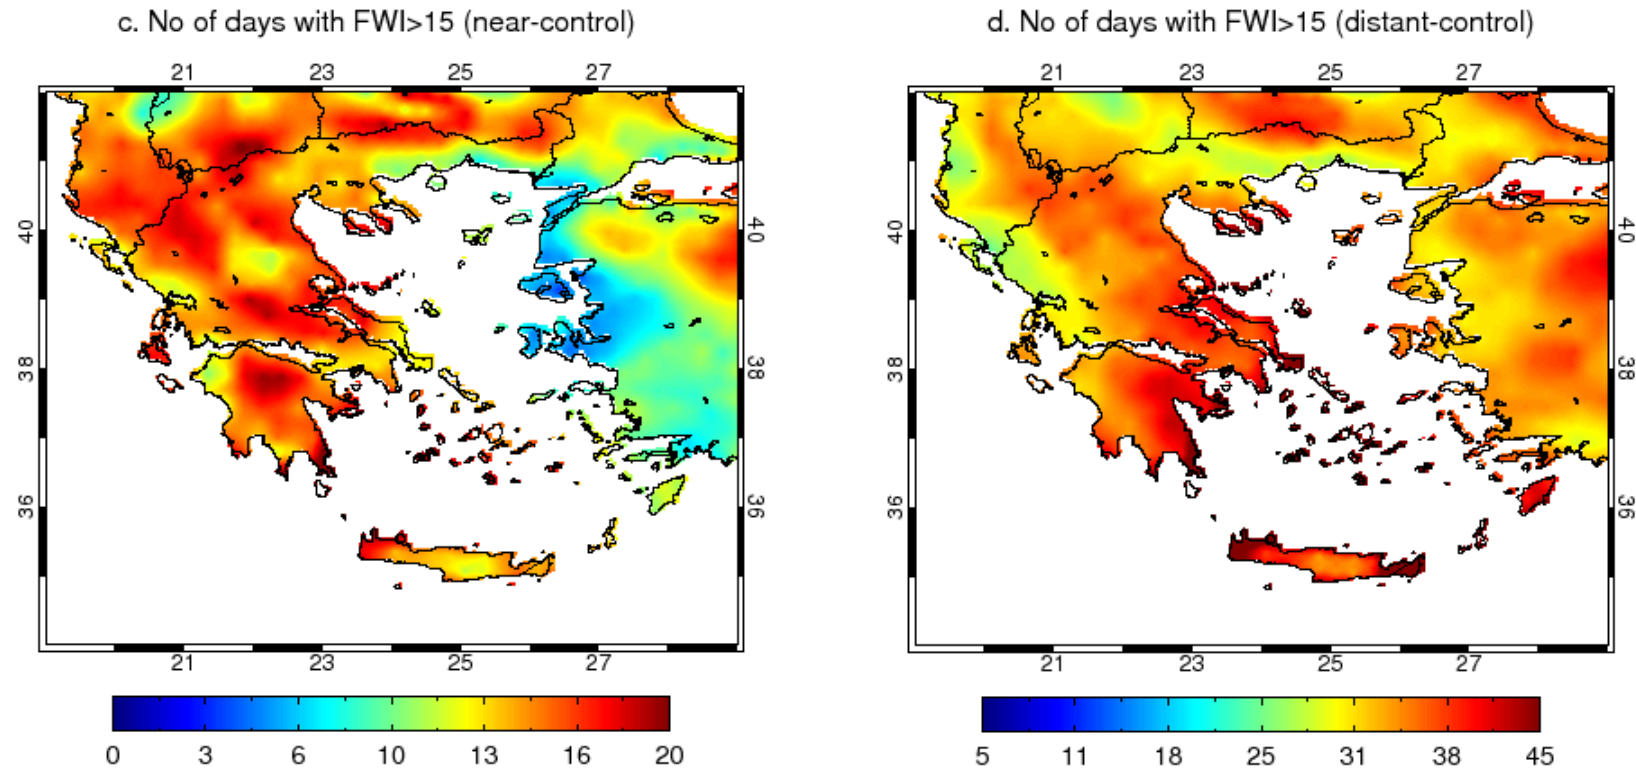 c. No of days with FWI>15 (near-control)
d. No of days with FWI>15 (distant-control)
21 23 25 27
21 23 25 27
40 40 40 40
38 38 38 38
36 36 36 36
21 23 25 27
21 23 25 27
0 3 6 10 13 16 20
5 11 18 25 31 38 45